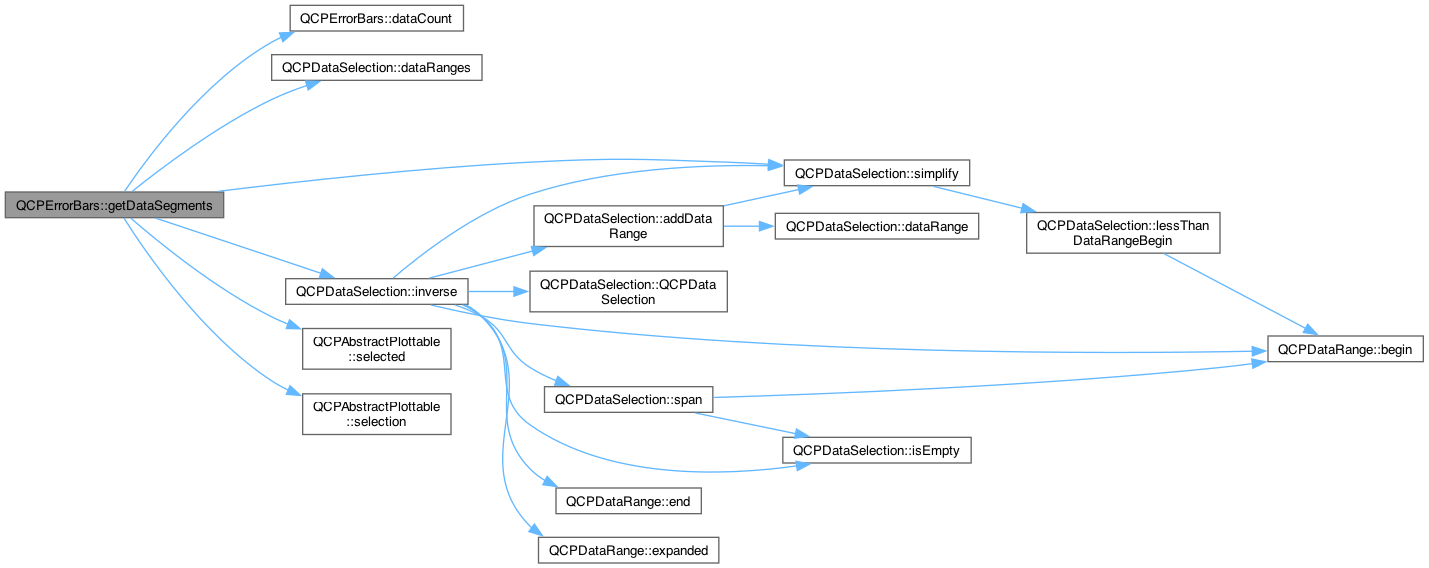 QCPErrorBars::dataCount
QCPDataSelection::dataRanges
QCPDataSelection::simplify
QCPErrorBars::getDataSegments
QCPDataSelection::addData
Range
QCPDataSelection::dataRange
QCPDataSelection::lessThan
DataRangeBegin
QCPDataSelection::inverse
QCPDataSelection::QCPData
Selection
QCPAbstractPlottable
::selected
QCPDataRange::begin
QCPDataSelection::span
QCPAbstractPlottable
::selection
QCPDataSelection::isEmpty
QCPDataRange::end
QCPDataRange::expanded